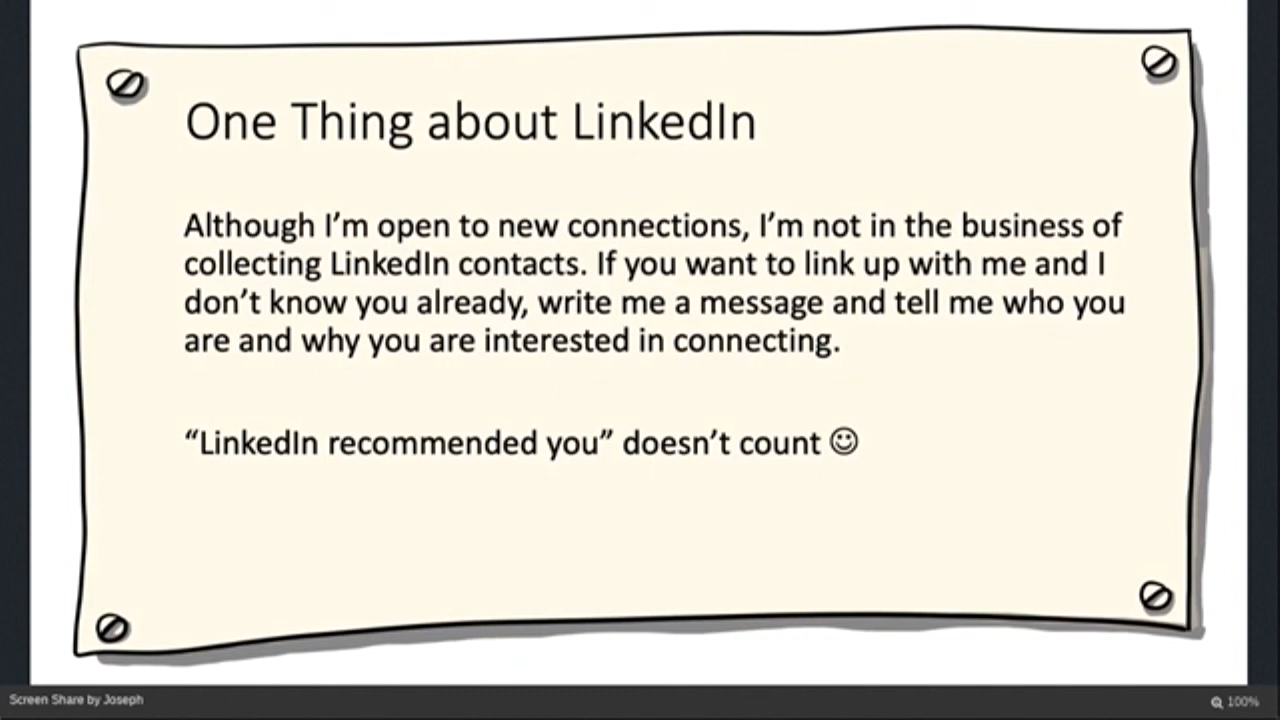 One Thing about LinkedIn
Although I’m open to new connections, I’m not in the business of
collecting LinkedIn contacts. If you want to link up with me and I
don’t know you already, write me a message and tell me who you
are and why you are interested in connecting.
“LinkedIn recommended you” doesn’t count ☺
Screen Share by Joseph
100%